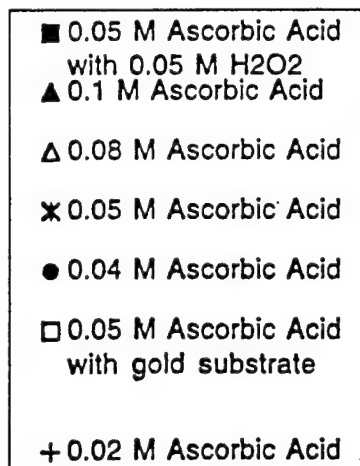 ■ 0.05 M Ascorbic Acid
with 0.05 M H2O2
▲ 0.1 M Ascorbic Acid
△ 0.08 M Ascorbic Acid
✕ 0.05 M Ascorbic Acid
● 0.04 M Ascorbic Acid
□ 0.05 M Ascorbic Acid
with gold substrate
+ 0.02 M Ascorbic Acid